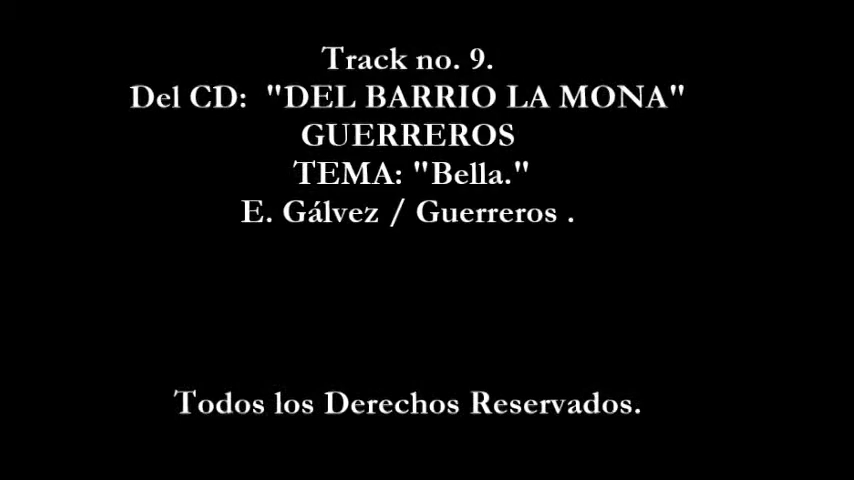 Track no. 9.
Del CD: "DEL BARRIO LA MONA"
GUERREROS
TEMA: "Bella."
E. Gálvez / Guerreros .
Todos los Derechos Reservados.